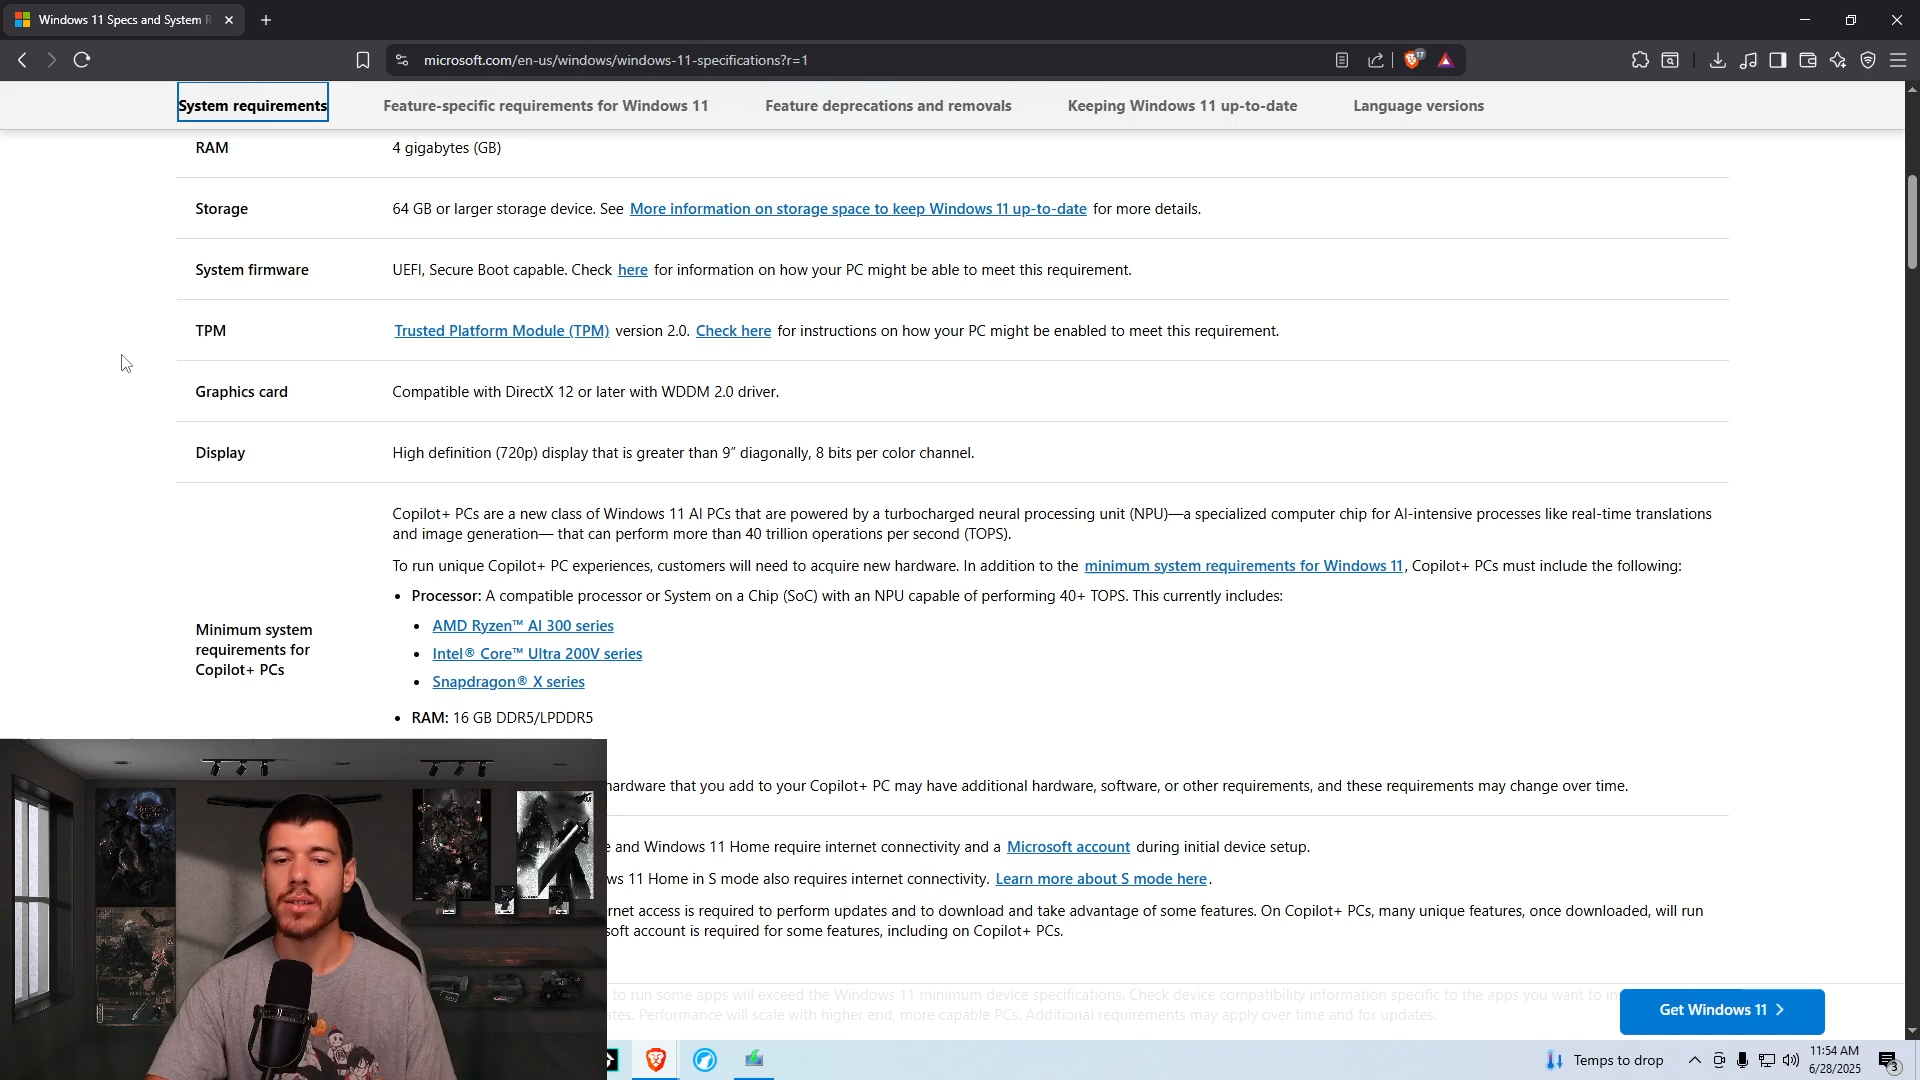 Windows 11 Specs and System R
microsoft.com/en-us/windows/windows-11-specifications?r=1
17
System requirements
Feature-specific requirements for Windows 11
Feature deprecations and removals
Keeping Windows 11 up-to-date
Language versions
RAM
4 gigabytes (GB)
Storage
64 GB or larger storage device. See More information on storage space to keep Windows 11 up-to-date for more details.
System firmware
UEFI, Secure Boot capable. Check here for information on how your PC might be able to meet this requirement.
TPM
Trusted Platform Module (TPM) version 2.0. Check here for instructions on how your PC might be enabled to meet this requirement.
Graphics card
Compatible with DirectX 12 or later with WDDM 2.0 driver.
Display
High definition (720p) display that is greater than 9” diagonally, 8 bits per color channel.
Minimum system
requirements for
Copilot+ PCs
Copilot+ PCs are a new class of Windows 11 AI PCs that are powered by a turbocharged neural processing unit (NPU)—a specialized computer chip for AI-intensive processes like real-time translations
and image generation— that can perform more than 40 trillion operations per second (TOPS).
To run unique Copilot+ PC experiences, customers will need to acquire new hardware. In addition to the minimum system requirements for Windows 11, Copilot+ PCs must include the following:
• Processor: A compatible processor or System on a Chip (SoC) with an NPU capable of performing 40+ TOPS. This currently includes:
• AMD Ryzen™ AI 300 series
• Intel® Core™ Ultra 200V series
• Snapdragon® X series
• RAM: 16 GB DDR5/LPDDR5
hardware that you add to your Copilot+ PC may have additional hardware, software, or other requirements, and these requirements may change over time.
e and Windows 11 Home require internet connectivity and a Microsoft account during initial device setup.
ws 11 Home in S mode also requires internet connectivity. Learn more about S mode here.
rnet access is required to perform updates and to download and take advantage of some features. On Copilot+ PCs, many unique features, once downloaded, will run
soft account is required for some features, including on Copilot+ PCs.
to run some apps will exceed the Windows 11 minimum device specifications. Check device compatibility information specific to the apps you want to in
tes. Performance will scale with higher end, more capable PCs. Additional requirements may apply over time and for updates.
Get Windows 11
Temps to drop
11:54 AM
6/28/2025
3